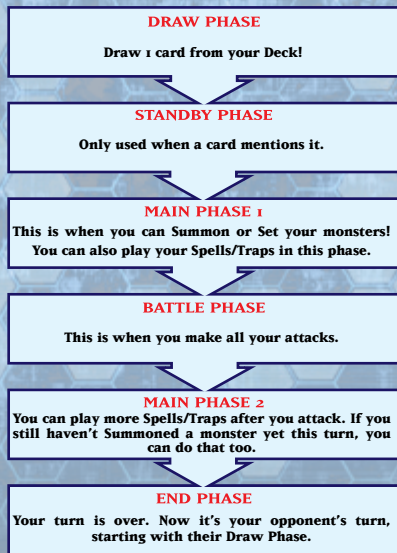 DRAW PHASE
Draw 1 card from your Deck!
STANDBY PHASE
Only used when a card mentions it.
MAIN PHASE 1
This is when you can Summon or Set your monsters!
You can also play your Spells/Traps in this phase.
BATTLE PHASE
This is when you make all your attacks.
MAIN PHASE 2
You can play more Spells/Traps after you attack. If you
still haven't Summoned a monster yet this turn, you
can do that too.
END PHASE
Your turn is over. Now it's your opponent's turn,
starting with their Draw Phase.